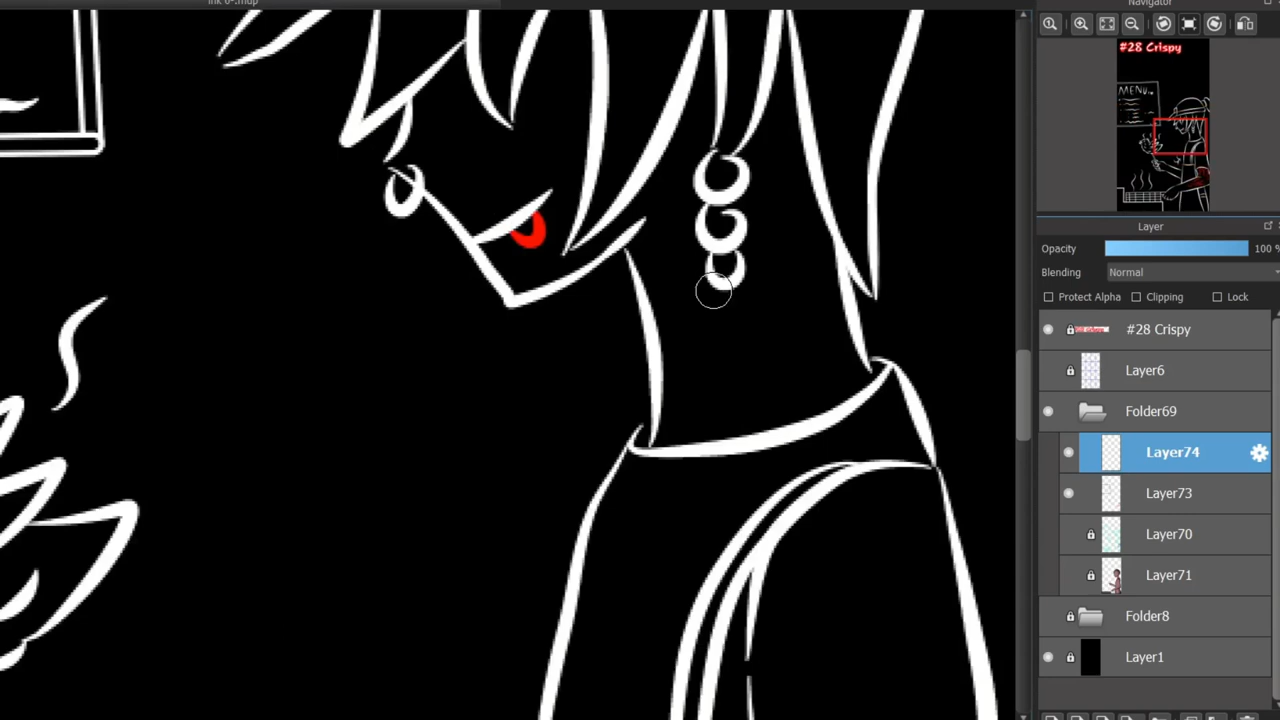 Navigator
#28 Crispy
MENU
Layer
Opacity 100 %
Blending Normal
Protect Alpha Clipping Lock
#28 Crispy
Layer6
Folder69
Layer74
Layer73
Layer70
Layer71
Folder8
Layer1